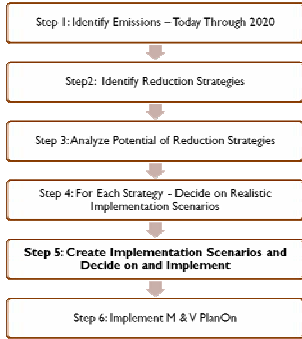 Step 1: Identify Emissions – Today Through 2020
Step2: Identify Reduction Strategies
Step 3: Analyze Potential of Reduction Strategies
Step 4: For Each Strategy - Decide on Realistic
Implementation Scenarios
Step 5: Create Implementation Scenarios and
Decide on and Implement
Step 6: Implement M & V PlanOn